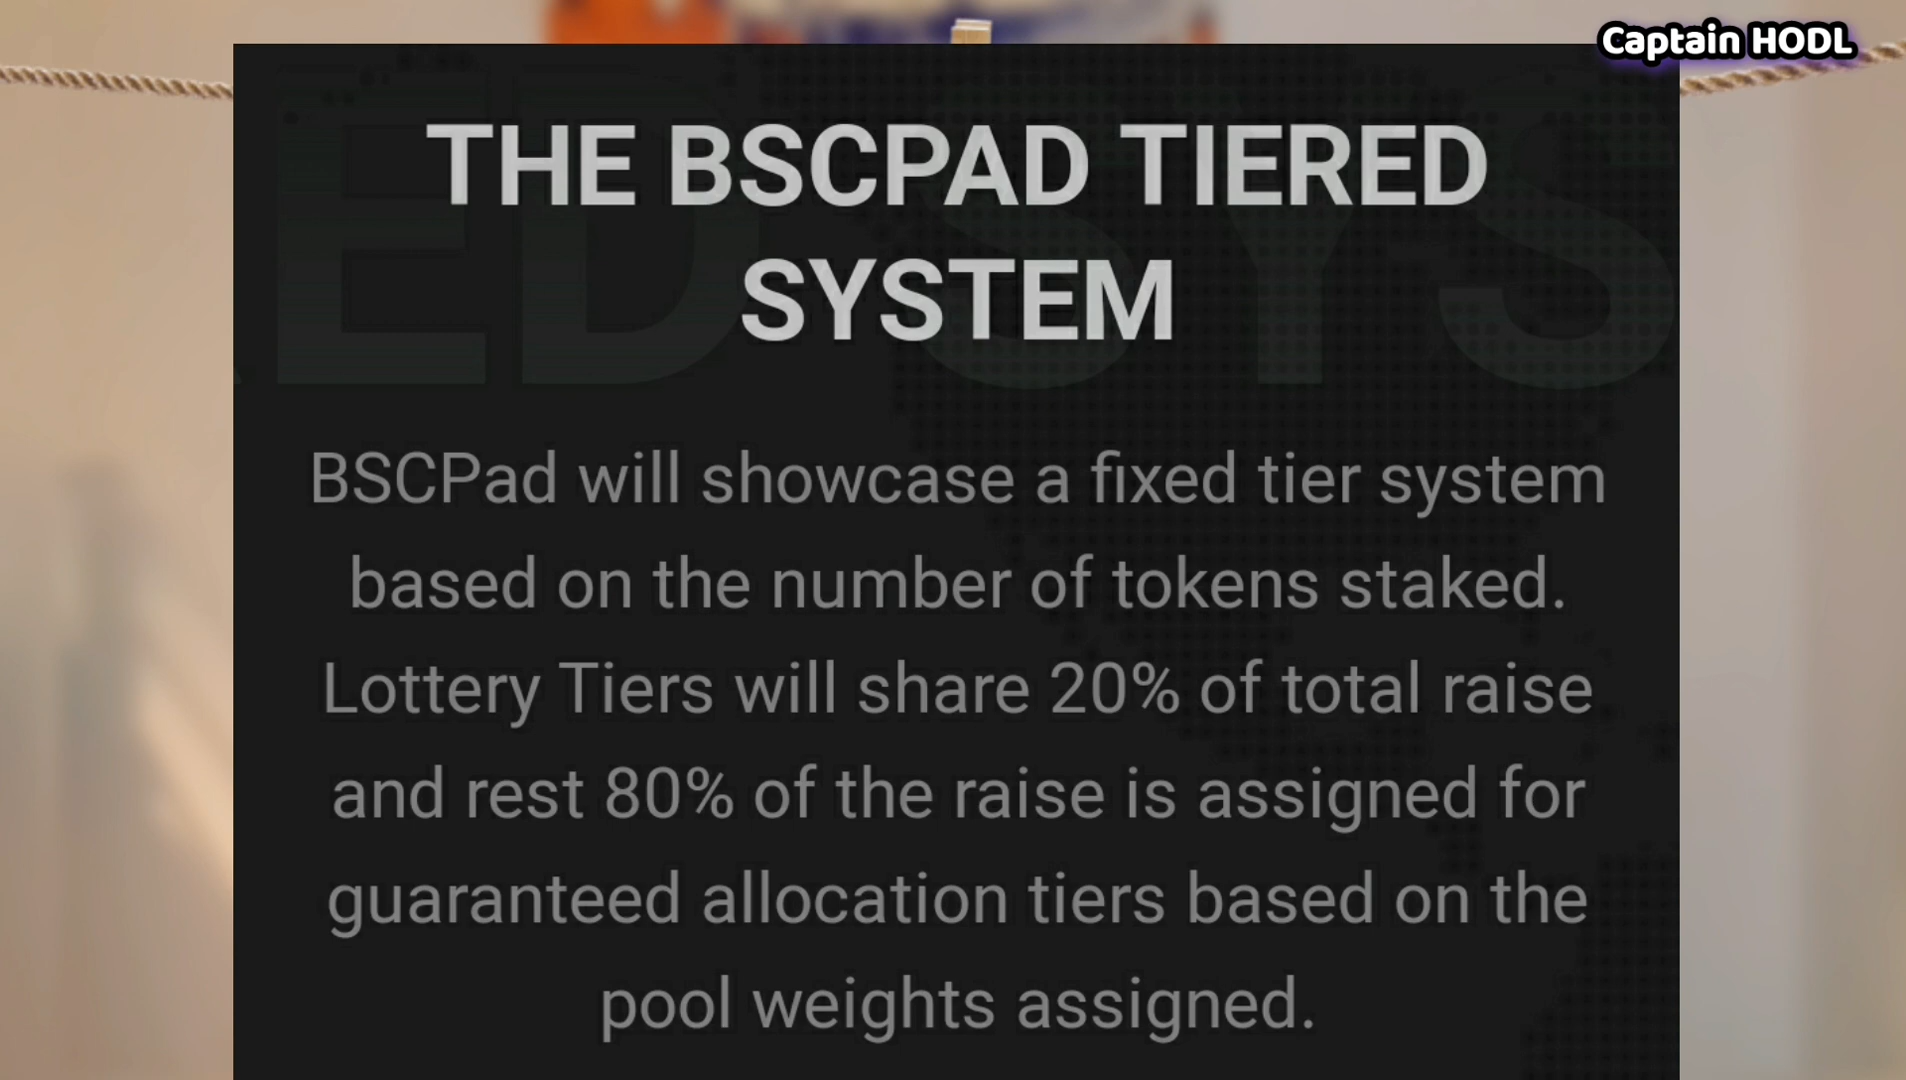 Captain HODL
THE BSCPAD TIERED
SYSTEM
BSCPad will showcase a fixed tier system
based on the number of tokens staked.
Lottery Tiers will share 20% of total raise
and rest 80% of the raise is assigned for
guaranteed allocation tiers based on the
pool weights assigned.
ED SYS